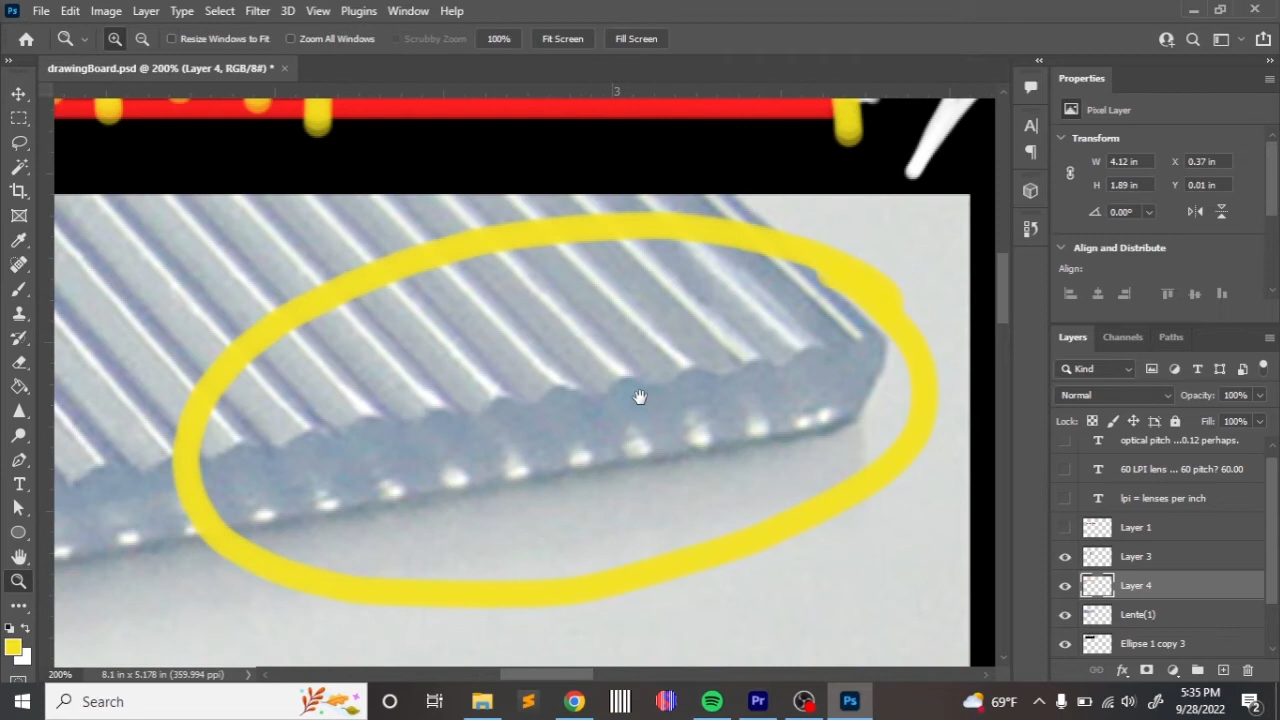 Ps File Edit Image Layer Type Select Filter 3D View Plugins Window Help
Resize Windows to Fit Zoom All Windows Scrubby Zoom 100% Fit Screen Fill Screen
drawingBoard.psd @ 200% (Layer 4, RGB/8#) * ×
3
Properties
Pixel Layer
Transform
W 4.12 in X 0.37 in
H 1.89 in Y 0.01 in
0.00°
Align and Distribute
Align:
Layers Channels Paths
Kind
Normal Opacity: 100%
Lock: Fill: 100%
T optical pitch ...0.12 perhaps.
T 60 LPI lens ... 60 pitch? 60.00
T lpi = lenses per inch
Layer 1
Layer 3
Layer 4
Lente(1)
Ellipse 1 copy 3
200% 8.1 in x 5.178 in (359.994 ppi)
Search
Pr
Ps
69°F
5:35 PM
9/28/2022
2